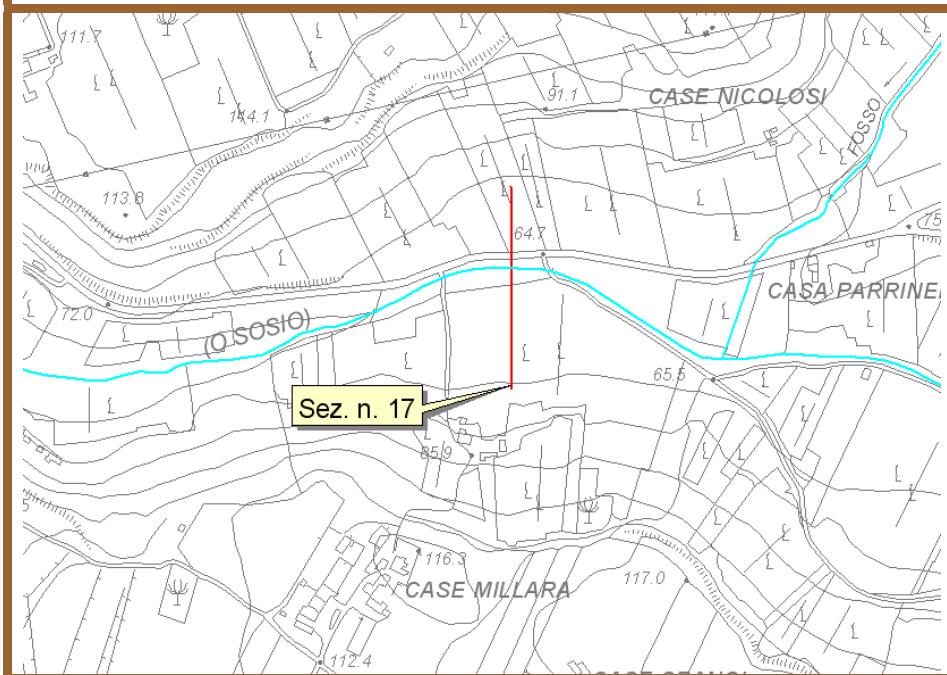 111.7
91.1
CASE NICOLOSI
144.1
FOSSO
113.8
64.7
75
CASA PARRINE
72.0
(O SOSIO)
65.5
Sez. n. 17
85.9
116.3
117.0
CASE MILLARA
112.4